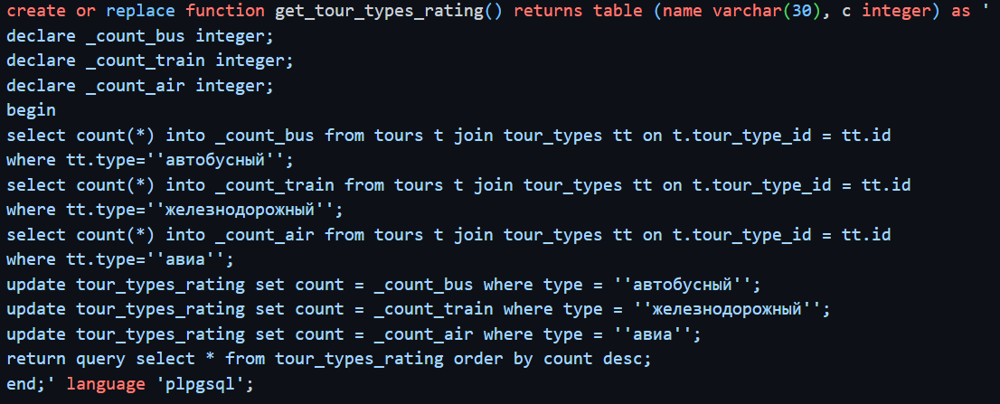 create or replace function get_tour_types_rating() returns table (name varchar(30), c integer) as '
declare _count_bus integer;
declare _count_train integer;
declare _count_air integer;
begin
select count(*) into _count_bus from tours t join tour_types tt on t.tour_type_id = tt.id
where tt.type=''автобусный'';
select count(*) into _count_train from tours t join tour_types tt on t.tour_type_id = tt.id
where tt.type=''железнодорожный'';
select count(*) into _count_air from tours t join tour_types tt on t.tour_type_id = tt.id
where tt.type=''авиа'';
update tour_types_rating set count = _count_bus where type = ''автобусный'';
update tour_types_rating set count = _count_train where type = ''железнодорожный'';
update tour_types_rating set count = _count_air where type = ''авиа'';
return query select * from tour_types_rating order by count desc;
end;' language 'plpgsql';